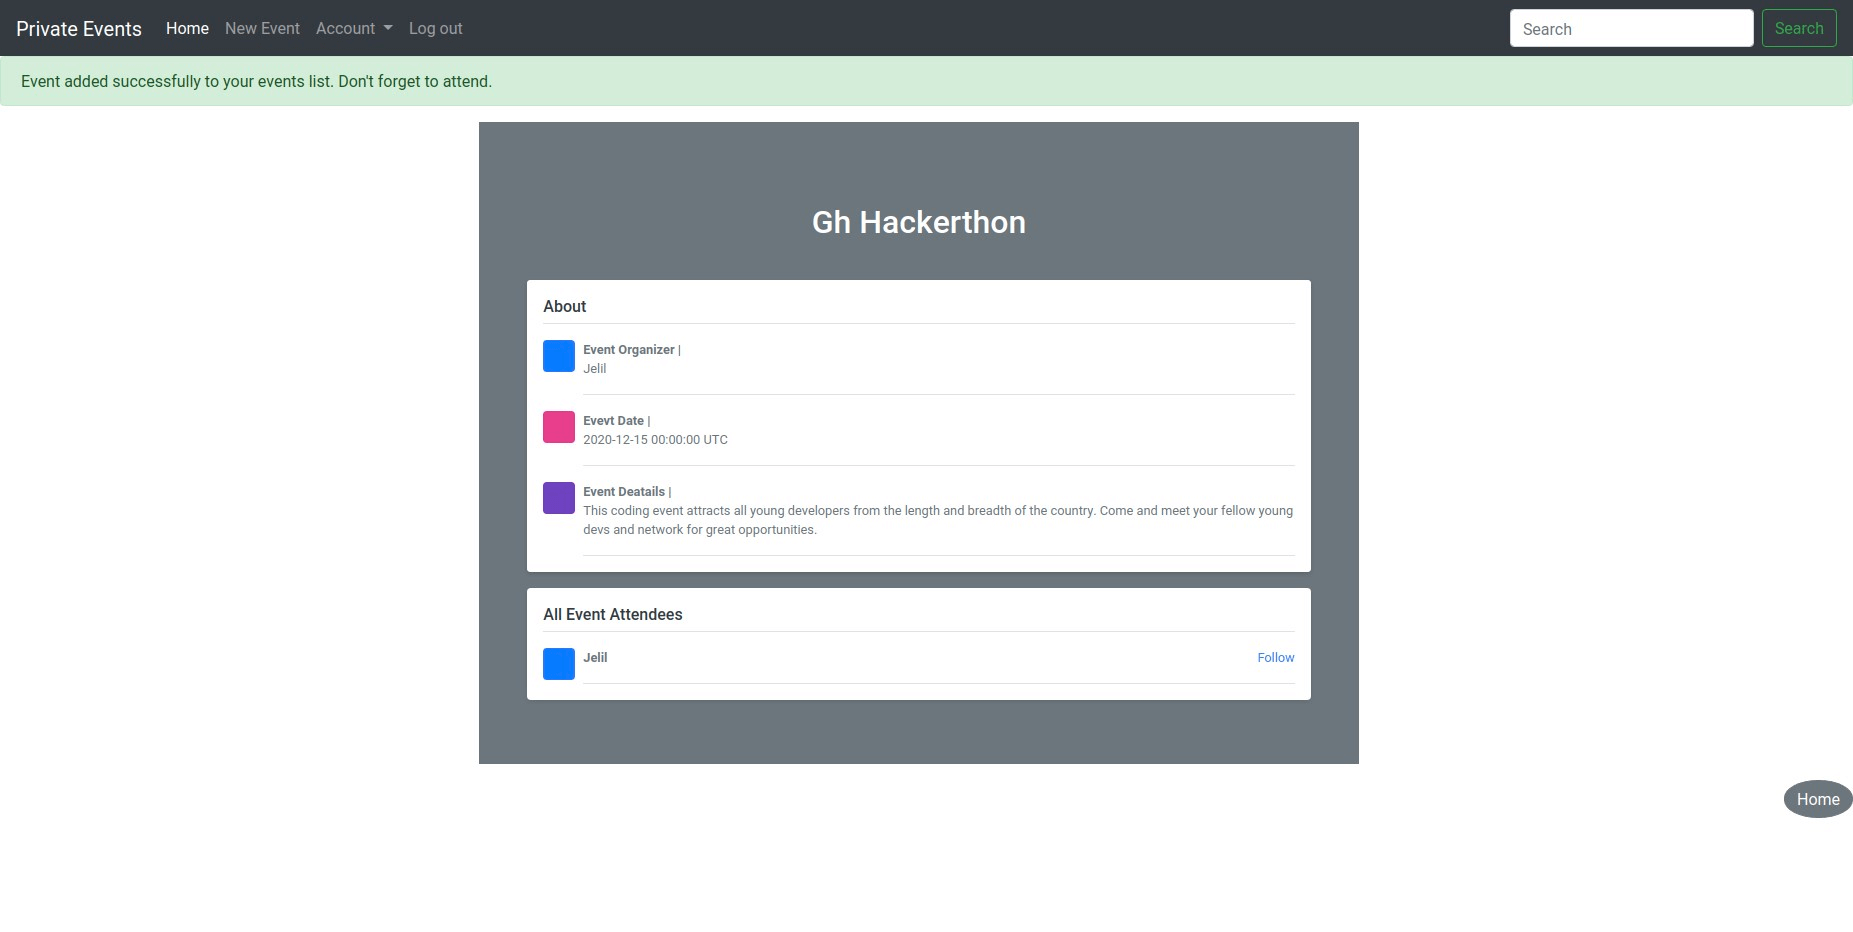 Private Events Home New Event Account Log out Search Search
Event added successfully to your events list. Don't forget to attend.
Gh Hackerthon
About
Event Organizer |
Jelil
Evevt Date |
2020-12-15 00:00:00 UTC
Event Deatails |
This coding event attracts all young developers from the length and breadth of the country. Come and meet your fellow young
devs and network for great opportunities.
All Event Attendees
Jelil Follow
Home